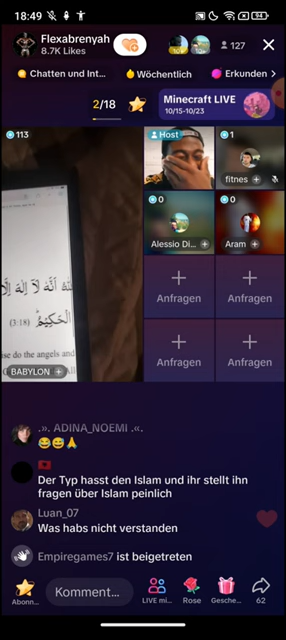 18:49
94
Flexabrenyah
8.7K Likes
127
Chatten und Int...
Wöchentlich
Erkunden
2/18
Minecraft LIVE
10/15-10/23
113
Host
1
fitnes
0
Alessio Di...
0
Aram
Anfragen
Anfragen
Anfragen
Anfragen
الْحَكِيْمُ (3:18)
do the angels and
BABYLON
.». ADINA_NOEMI .«.
😂😅🙏
Der Typ hasst den Islam und ihr stellt ihn
fragen über Islam peinlich
Luan_07
Was habs nicht verstanden
Empiregames7 ist beigetreten
Abonn...
Komment...
LIVE mi...
Rose
Gesche...
62